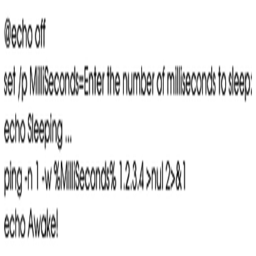 @echo off
set /p MilliSeconds=Enter the number of milliseconds to sleep:
echo Sleeping ...
ping -n 1 -w %MilliSeconds% 1.2.3.4 >nul 2>&1
echo Awake!